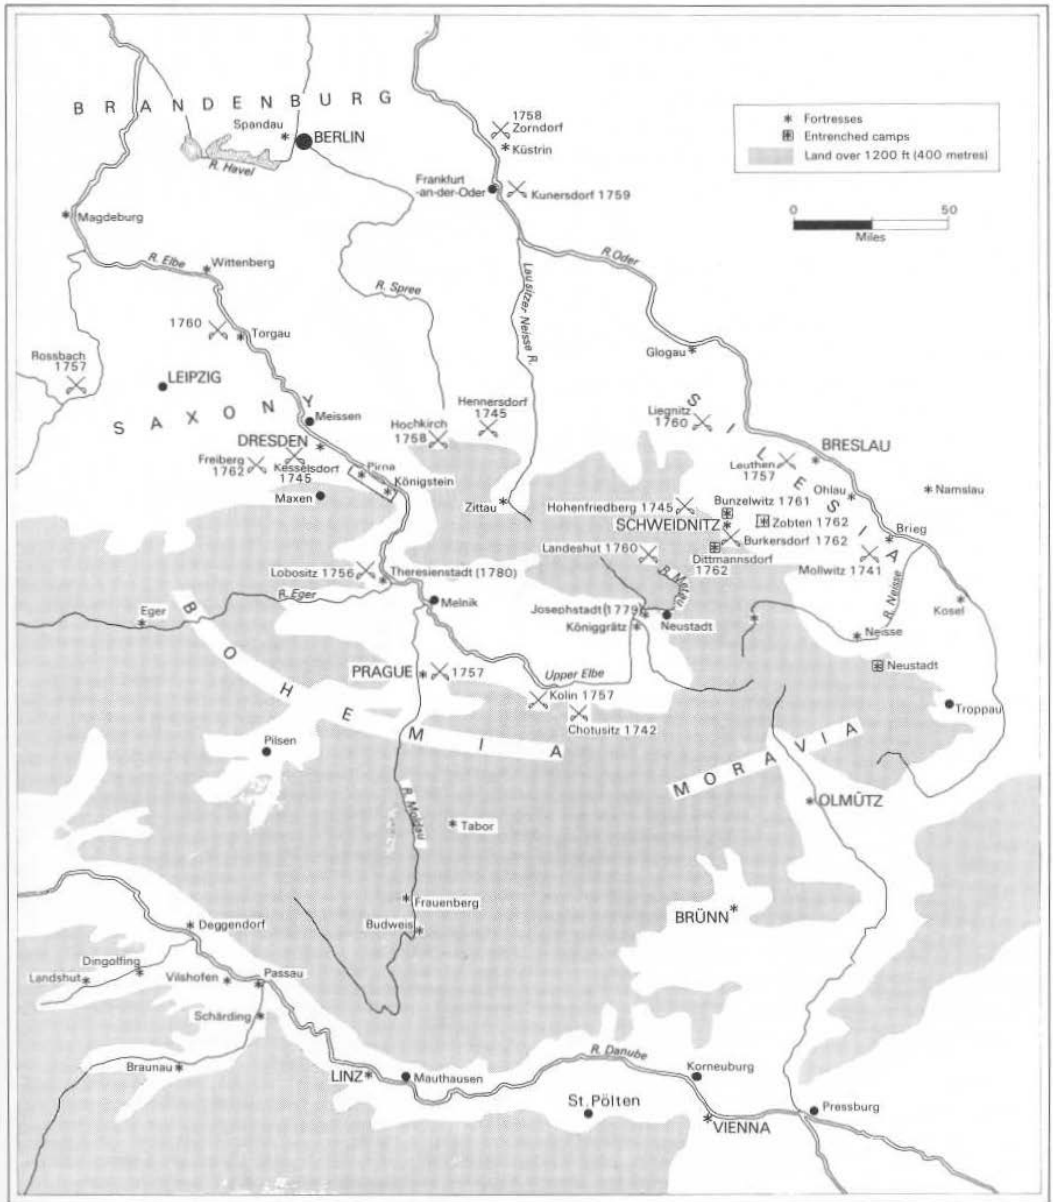 BRANDENBURG
Spandau
BERLIN
R. Havel
1758
Zorndorf
Küstrin
Fortresses
Entrenched camps
Land over 1200 ft (400 metres)
0 50
Miles
Frankfurt
-an-der-Oder
Kunersdorf 1759
Magdeburg
R. Elbe
Wittenberg
R. Oder
R. Spree
Lausitzer Neisse R.
1760
Torgau
Glogau
Rossbach
1757
LEIPZIG
SAXONY
Meissen
Hennersdorf
1745
Hochkirch
1758
Liegnitz
1760
SILESIA
BRESLAU
DRESDEN
Freiberg
1762
Kesselsdorf
1745
Pirna
Königstein
Maxen
Leuthen
1757
Ohlau
Namslau
Zittau
Hohenfriedberg 1745
Bunzelwitz 1761
SCHWEIDNITZ
Zobten 1762
Brieg
Burkersdorf 1762
Landeshut 1760
Dittmannsdorf
1762
Mollwitz 1741
Lobositz 1756
Theresienstadt (1780)
R. Eger
Eger
Melnik
R. Metau
Josephstadt (1779)
Königgrätz
Neustadt
R. Neisse
Kosel
Neisse
Neustadt
BOHEMIA
PRAGUE
1757
Upper Elbe
Kolin 1757
Chotusitz 1742
Troppau
Pilsen
MORAVIA
OLMÜTZ
R. Moldau
Tabor
Frauenberg
Budweis
BRÜNN
Deggendorf
Dingolfing
Landshut
Vilshofen
Passau
Schärding
Braunau
LINZ
Mauthausen
R. Danube
Korneuburg
St. Pölten
VIENNA
Pressburg